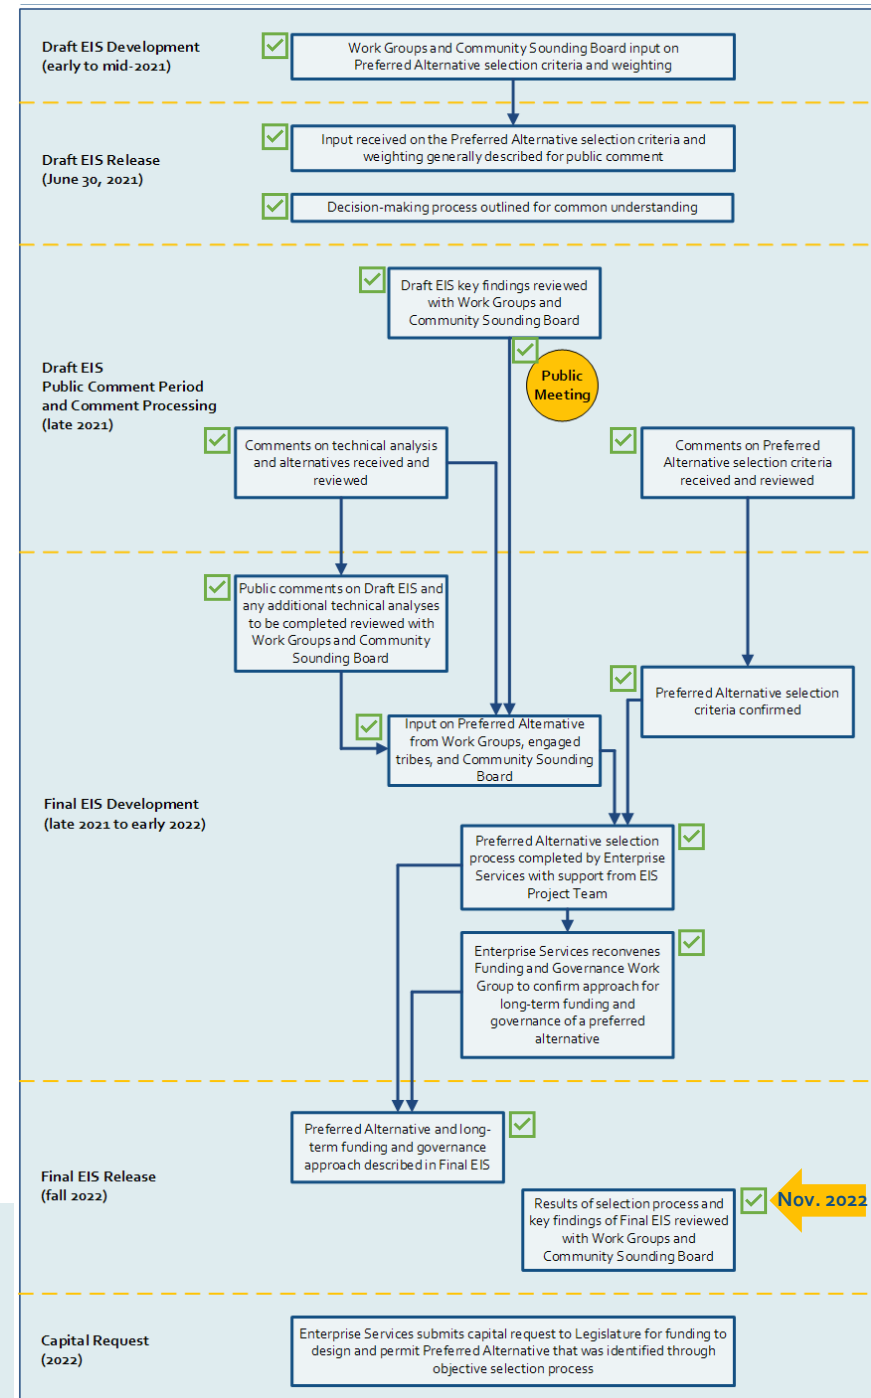 Draft EIS Development
(early to mid-2021)
Work Groups and Community Sounding Board input on
Preferred Alternative selection criteria and weighting
Draft EIS Release
(June 30, 2021)
Input received on the Preferred Alternative selection criteria and
weighting generally described for public comment
Decision-making process outlined for common understanding
Draft EIS
Public Comment Period
and Comment Processing
(late 2021)
Draft EIS key findings reviewed
with Work Groups and
Community Sounding Board
Public
Meeting
Comments on technical analysis
and alternatives received and
reviewed
Comments on Preferred
Alternative selection criteria
received and reviewed
Final EIS Development
(late 2021 to early 2022)
Public comments on Draft EIS and
any additional technical analyses
to be completed reviewed with
Work Groups and Community
Sounding Board
Preferred Alternative selection
criteria confirmed
Input on Preferred Alternative
from Work Groups, engaged
tribes, and Community Sounding
Board
Preferred Alternative selection
process completed by Enterprise
Services with support from EIS
Project Team
Enterprise Services reconvenes
Funding and Governance Work
Group to confirm approach for
long-term funding and
governance of a preferred
alternative
Final EIS Release
(fall 2022)
Preferred Alternative and long-
term funding and governance
approach described in Final EIS
Results of selection process and
key findings of Final EIS reviewed
with Work Groups and
Community Sounding Board
Nov. 2022
Capital Request
(2022)
Enterprise Services submits capital request to Legislature for funding to
design and permit Preferred Alternative that was identified through
objective selection process